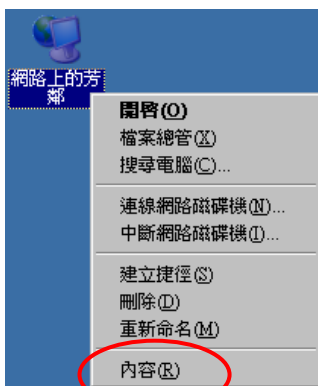 網路上的芳
鄰
開啓(O)
檔案總管(X)
搜尋電腦(C)...
連線網路磁碟機(N)...
中斷網路磁碟機(I)...
建立捷徑(S)
刪除(D)
重新命名(M)
內容(R)